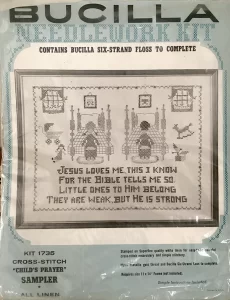 BUCILLA
NEEDLEWORK KIT
CONTAINS BUCILLA SIX-STRAND FLOSS TO COMPLETE
JESUS LOVES ME, THIS I KNOW
FOR THE BIBLE TELLS ME SO.
LITTLE ONES TO HIM BELONG
THEY ARE WEAK, BUT HE IS STRONG
KIT 1735
CROSS-STITCH
"CHILD'S PRAYER"
SAMPLER
ALL LINEN